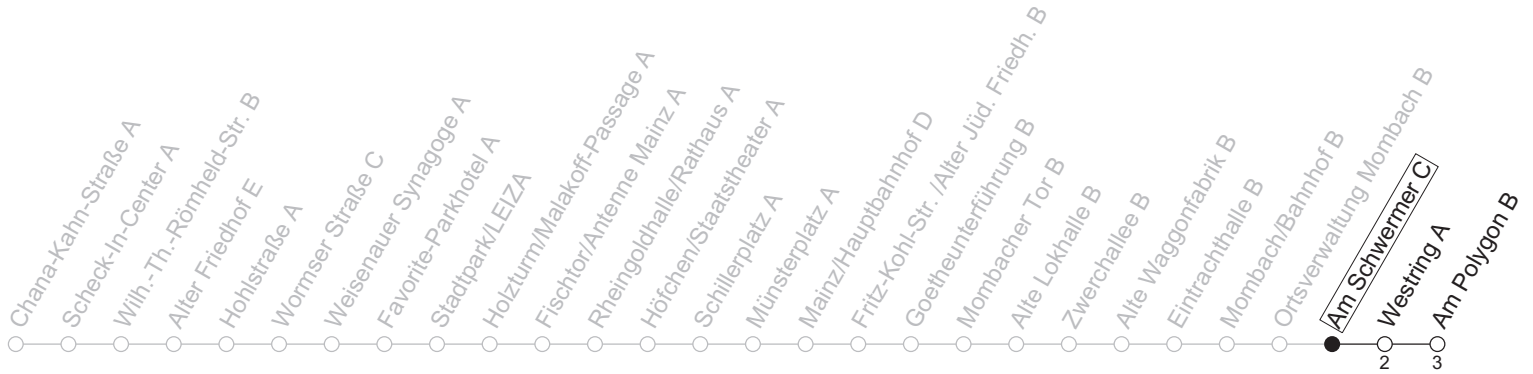 Chana-Kahn-Straße A
Scheck-In-Center A
Wilh.-Th.-Römheld-Str. B
Alter Friedhof E
Hohlstraße A
Wormser Straße C
Weisenauer Synagoge A
Favorite-Parkhotel A
Stadtpark/LEIZA
Holzturm/Malakoff-Passage A
Fischtor/Antenne Mainz A
Rheingoldhalle/Rathaus A
Höfchen/Staatstheater A
Schillerplatz A
Münsterplatz A
Mainz/Hauptbahnhof D
Fritz-Kohl-Str. /Alter Jüd. Friedh. B
Goetheunterführung B
Mombacher Tor B
Alte Lokhalle B
Zwerchallee B
Alte Waggonfabrik B
Eintrachthalle B
Mombach/Bahnhof B
Ortsverwaltung Mombach B
Am Schwermer C
Westring A
Am Polygon B
2
3